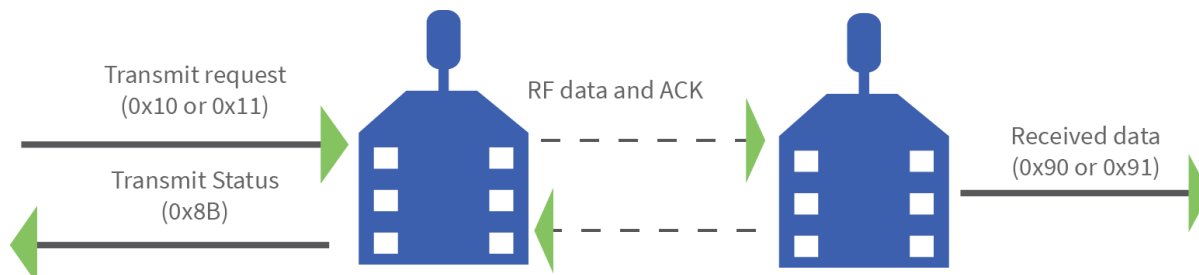 Transmit request
(0x10 or 0x11)
RF data and ACK
Received data
(0x90 or 0x91)
Transmit Status
(0x8B)